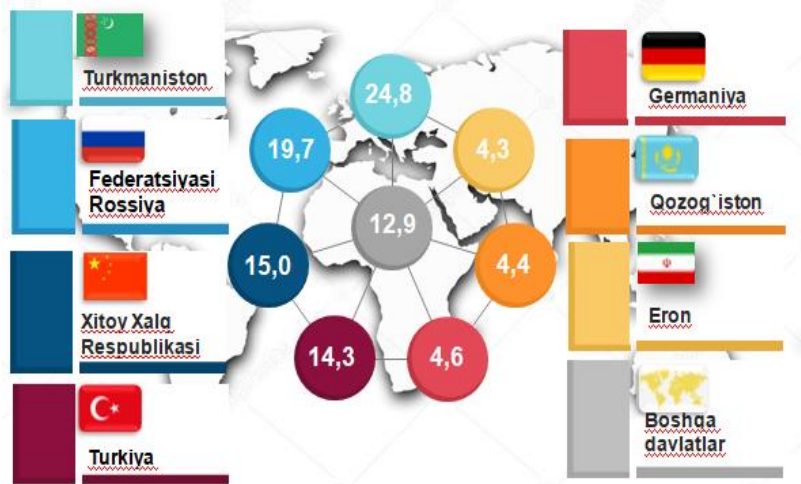 Turkmaniston
Federatsiyasi
Rossiya
Xitoy Xalq
Respublikasi
Turkiya
24,8
19,7
4,3
12,9
15,0
4,4
14,3
4,6
Germaniya
Qozog`iston
Eron
Boshqa
davlatlar